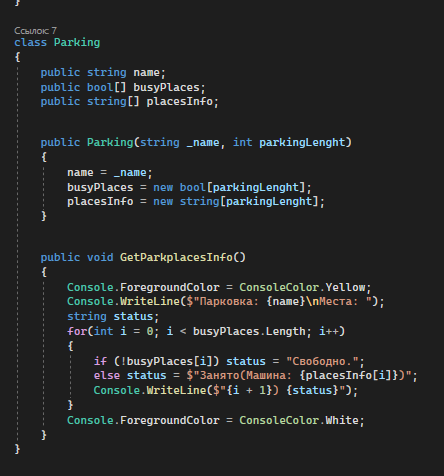 }
Ссылок: 7
class Parking
{
public string name;
public bool[] busyPlaces;
public string[] placesInfo;
public Parking(string _name, int parkingLenght)
{
name = _name;
busyPlaces = new bool[parkingLenght];
placesInfo = new string[parkingLenght];
}
public void GetParkplacesInfo()
{
Console.ForegroundColor = ConsoleColor.Yellow;
Console.WriteLine($"Парковка: {name}\nМеста: ");
string status;
for(int i = 0; i < busyPlaces.Length; i++)
{
if (!busyPlaces[i]) status = "Свободно.";
else status = $"Занято(Машина: {placesInfo[i]})";
Console.WriteLine($"{i + 1}) {status}");
}
Console.ForegroundColor = ConsoleColor.White;
}
}